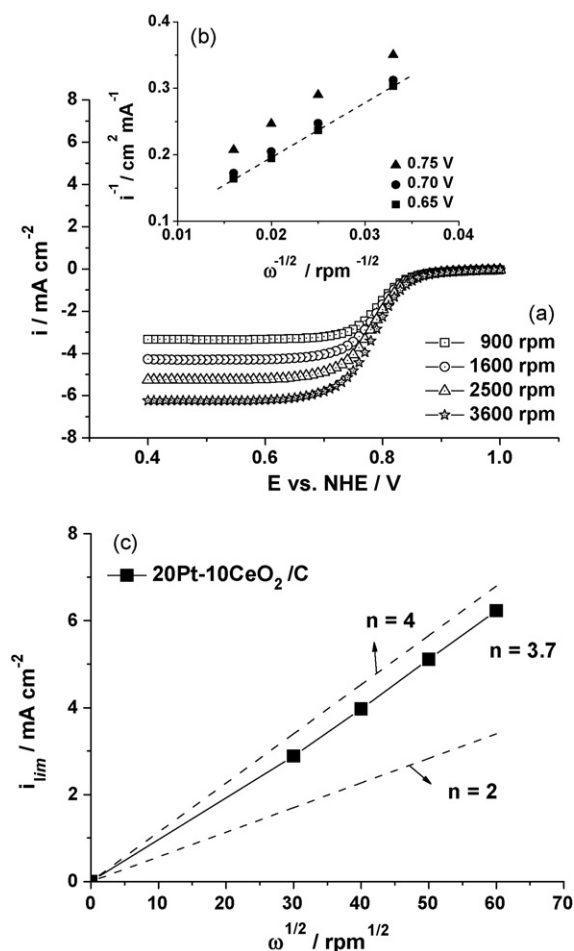 (b)
0.4
0.3
0.2
0.1
i⁻¹ / cm² mA⁻¹
0.75 V
0.70 V
0.65 V
0.01 0.02 0.03 0.04
ω⁻¹/² / rpm ⁻¹/²
8
6
4
2
0
-2
-4
-6
-8
i / mA cm⁻²
(a)
900 rpm
1600 rpm
2500 rpm
3600 rpm
0.4 0.6 0.8 1.0
E vs. NHE / V
(c)
20Pt-10CeO₂/C
8
6
4
2
0
i_lim / mA cm⁻²
n = 4
n = 3.7
n = 2
0 10 20 30 40 50 60 70
ω¹/² / rpm¹/²